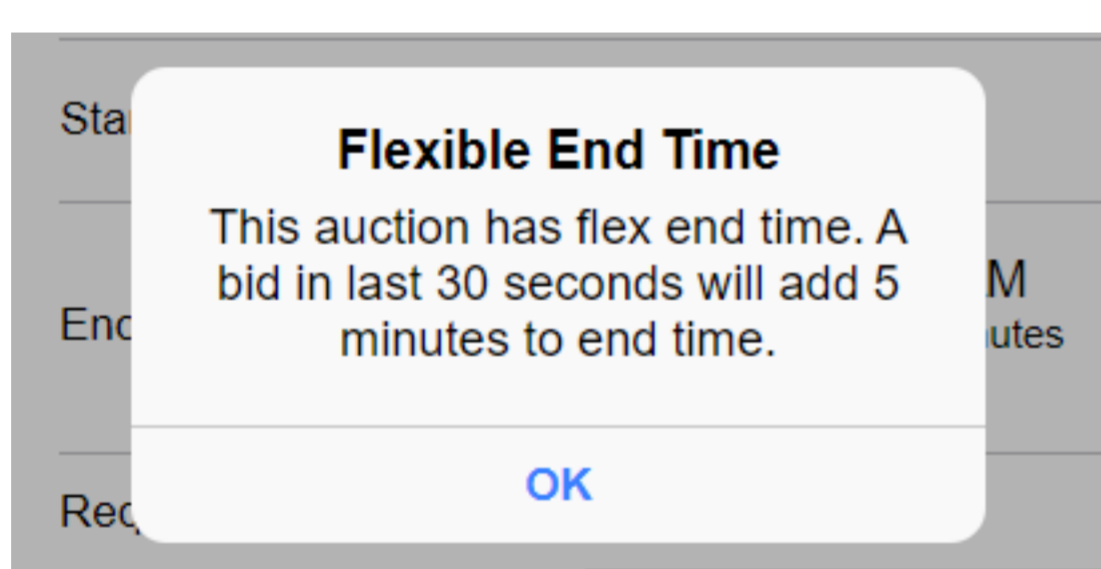 Flexible End Time
This auction has flex end time. A
bid in last 30 seconds will add 5
minutes to end time.
OK